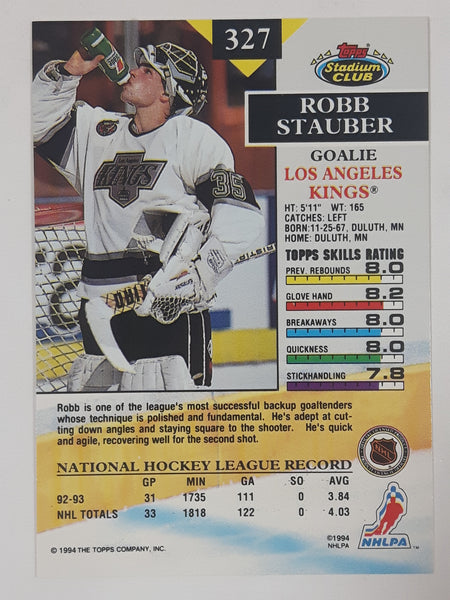 327
Topps
Stadium
CLUB
ROBB
STAUBER
GOALIE
LOS ANGELES
KINGS®
HT: 5'11" WT: 165
CATCHES: LEFT
BORN:11-25-67, DULUTH, MN
HOME: DULUTH, MN
TOPPS SKILLS RATING
PREV. REBOUNDS 8.0
GLOVE HAND 8.2
BREAKAWAYS 8.0
QUICKNESS 8.0
STICKHANDLING 7.8
KINGS
35
Robb is one of the league's most successful backup goaltenders
whose technique is polished and fundamental. He's adept at cut-
ting down angles and staying square to the shooter. He's quick
and agile, recovering well for the second shot.
NATIONAL HOCKEY LEAGUE RECORD
GP MIN GA SO AVG
92-93 31 1735 111 0 3.84
NHL TOTALS 33 1818 122 0 4.03
NHL
NHLPA™
© 1994 THE TOPPS COMPANY, INC.
©1994
NHLPA